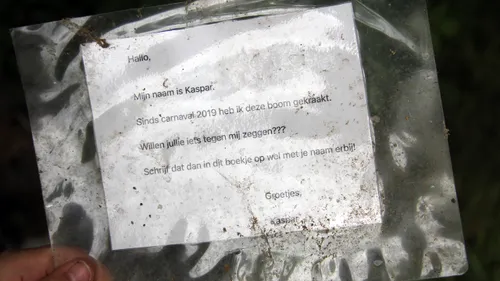 Hallo,
Mijn naam is Kaspar.
Sinds carnaval 2019 heb ik deze boom gekraakt.
Willen jullie iets tegen mij zeggen???
Schrijf dat dan in dit boekje op wol met je naam erbij!
Groetjes,
Kaspar